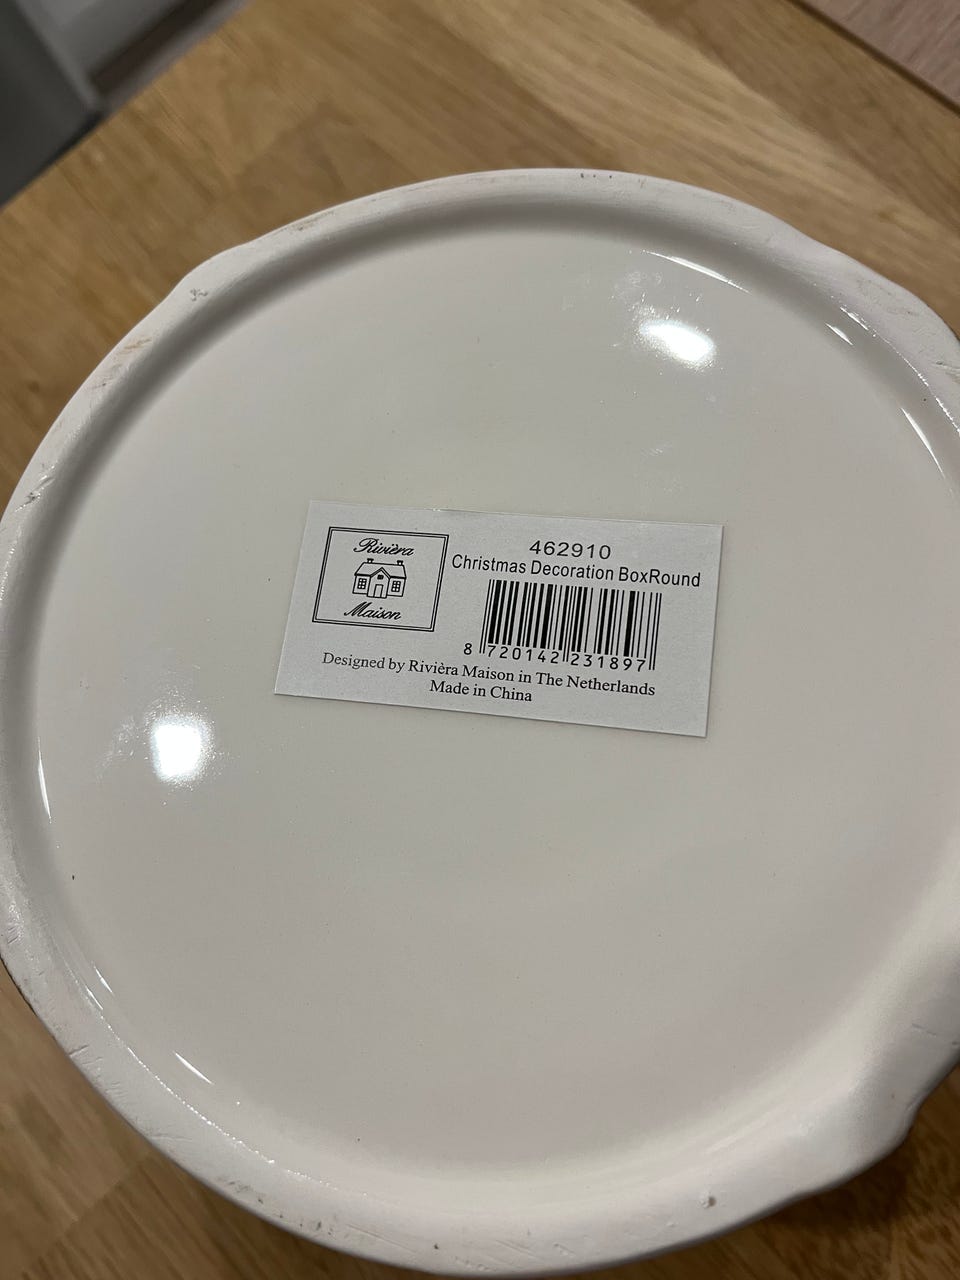 Rivièra
Maison
462910
Christmas Decoration BoxRound
8 720142 231897
Designed by Rivièra Maison in The Netherlands
Made in China